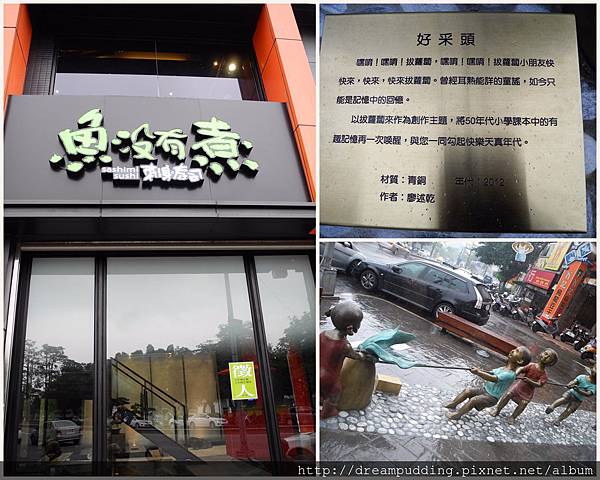 魚沒有煮
sashimi
sushi
徵
人
好采頭
嘿唷！嘿唷！拔蘿蔔，嘿唷！嘿唷！拔蘿蔔小朋友快
快來，快來，快來拔蘿蔔。曾經耳熟能詳的童謠，如今只
能是記憶中的回憶。
以拔蘿蔔來作為創作主題，將50年代小學課本中的有
趣記憶再一次喚醒，與您一同勾起快樂天真年代。
材質：青銅 年代：2012
作者：廖述乾
http://dreampudding.pixnet.net/album